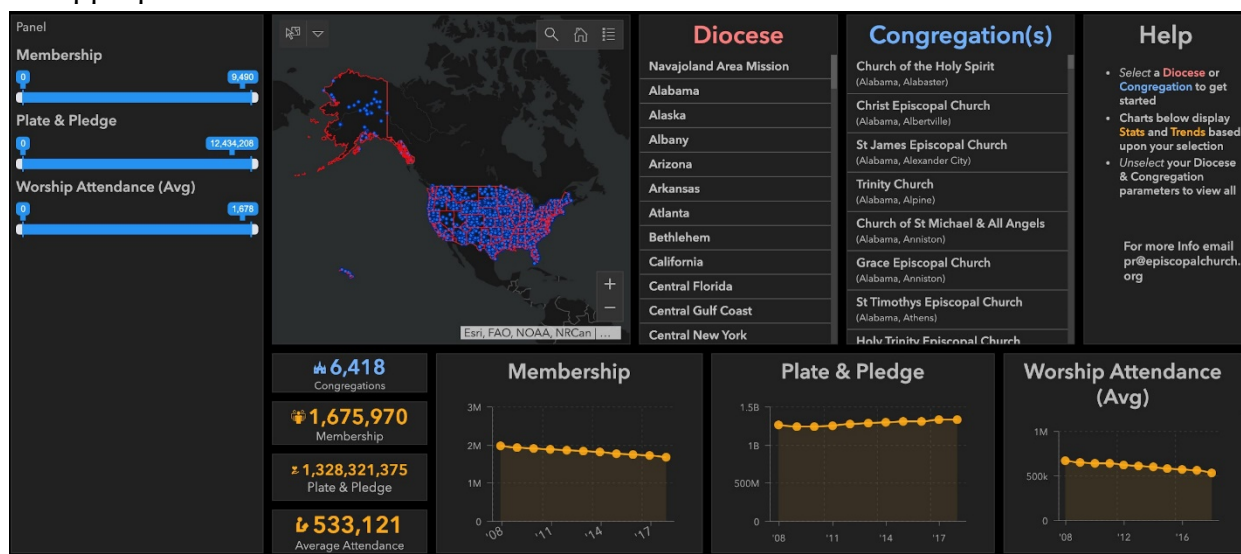 Panel
Membership
0
9,490
Plate & Pledge
0
12,434,208
Worship Attendance (Avg)
0
1,678
Esri, FAO, NOAA, NRCan | ...
Diocese
Navajoland Area Mission
Alabama
Alaska
Albany
Arizona
Arkansas
Atlanta
Bethlehem
California
Central Florida
Central Gulf Coast
Central New York
Congregation(s)
Church of the Holy Spirit
(Alabama, Alabaster)
Christ Episcopal Church
(Alabama, Albertville)
St James Episcopal Church
(Alabama, Alexander City)
Trinity Church
(Alabama, Alpine)
Church of St Michael & All Angels
(Alabama, Anniston)
Grace Episcopal Church
(Alabama, Anniston)
St Timothys Episcopal Church
(Alabama, Athens)
Holy Trinity Episcopal Church
Help
• Select a Diocese or
Congregation to get
started
• Charts below display
Stats and Trends based
upon your selection
• Unselect your Diocese
& Congregation
parameters to view all
For more Info email
pr@episcopalchurch.
org
6,418
Congregations
1,675,970
Membership
1,328,321,375
Plate & Pledge
533,121
Average Attendance
Membership
3M
2M
1M
0
'08
'11
'14
'17
Plate & Pledge
1.5B
1B
500M
0
'08
'11
'14
'17
Worship Attendance
(Avg)
1M
500k
0
'08
'12
'16